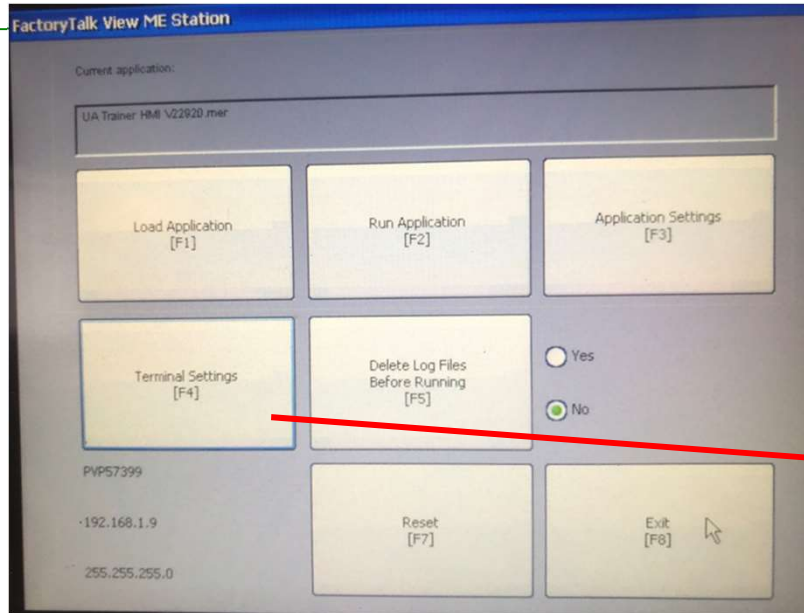 FactoryTalk View ME Station
Current application:
UA Trainer HMI V22920.mer
Load Application
[F1]
Run Application
[F2]
Application Settings
[F3]
Terminal Settings
[F4]
Delete Log Files
Before Running
[F5]
Yes
No
PVP57399
192.168.1.9
255.255.255.0
Reset
[F7]
Exit
[F8]